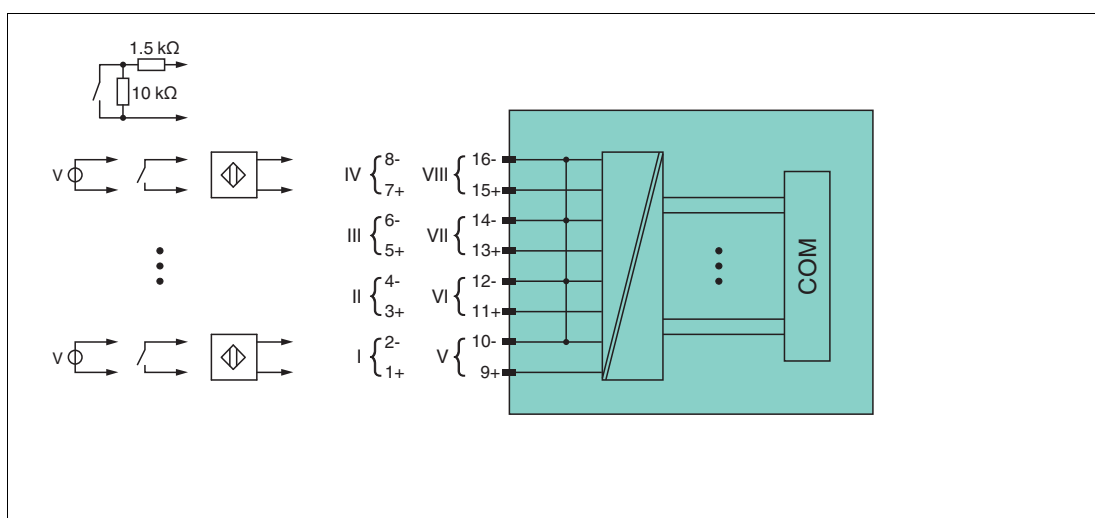 1.5 kΩ
10 kΩ
V
IV
8-
7+
VIII
16-
15+
III
6-
5+
VII
14-
13+
II
4-
3+
VI
12-
11+
V
I
2-
1+
V
10-
9+
COM